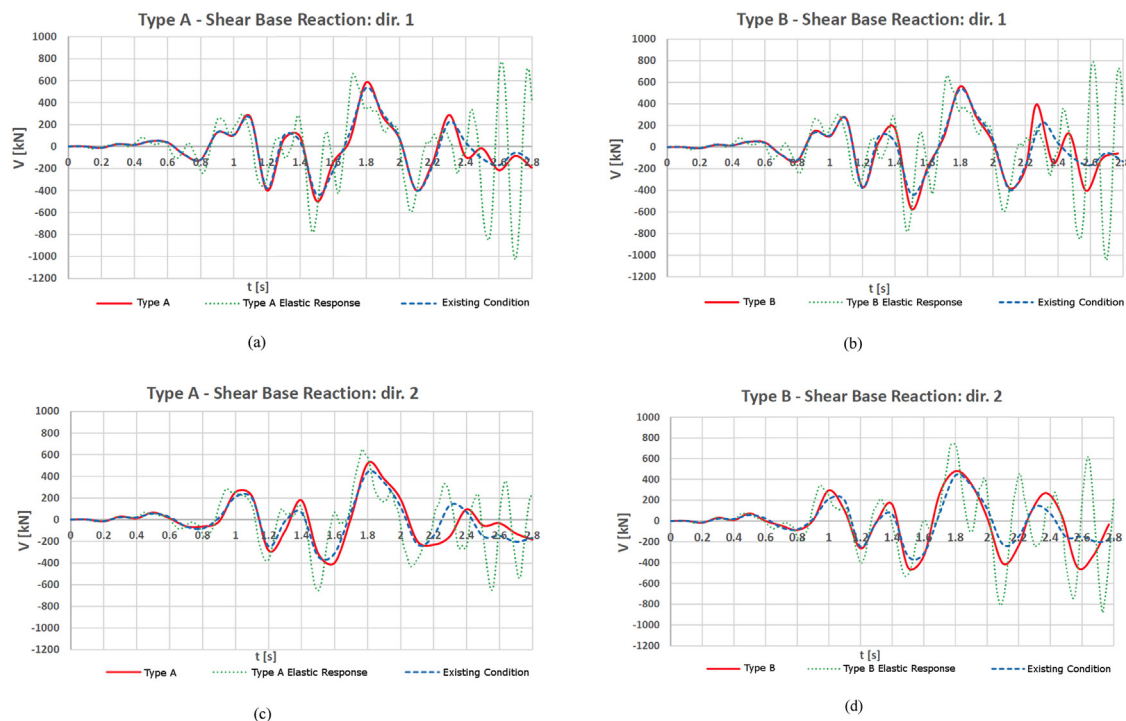 Type A - Shear Base Reaction: dir. 1
V [kN]
1000
800
600
400
200
0
-200
-400
-600
-800
-1000
-1200
0 0.2 0.4 0.6 0.8 1 1.2 1.4 1.6 1.8 2 2.2 2.4 2.6 2.8
t [s]
Type A Type A Elastic Response Existing Condition
(a)
Type B - Shear Base Reaction: dir. 1
V [kN]
1000
800
600
400
200
0
-200
-400
-600
-800
-1000
-1200
0 0.2 0.4 0.6 0.8 1 1.2 1.4 1.6 1.8 2 2.2 2.4 2.6 2.8
t [s]
Type B Type B Elastic Response Existing Condition
(b)
Type A - Shear Base Reaction: dir. 2
V [kN]
1000
800
600
400
200
0
-200
-400
-600
-800
-1000
-1200
0 0.2 0.4 0.6 0.8 1 1.2 1.4 1.6 1.8 2 2.2 2.4 2.6 2.8
t [s]
Type A Type A Elastic Response Existing Condition
(c)
Type B - Shear Base Reaction: dir. 2
V [kN]
1000
800
600
400
200
0
-200
-400
-600
-800
-1000
-1200
0 0.2 0.4 0.6 0.8 1 1.2 1.4 1.6 1.8 2 2.2 2.4 2.6 2.8
t [s]
Type B Type B Elastic Response Existing Condition
(d)